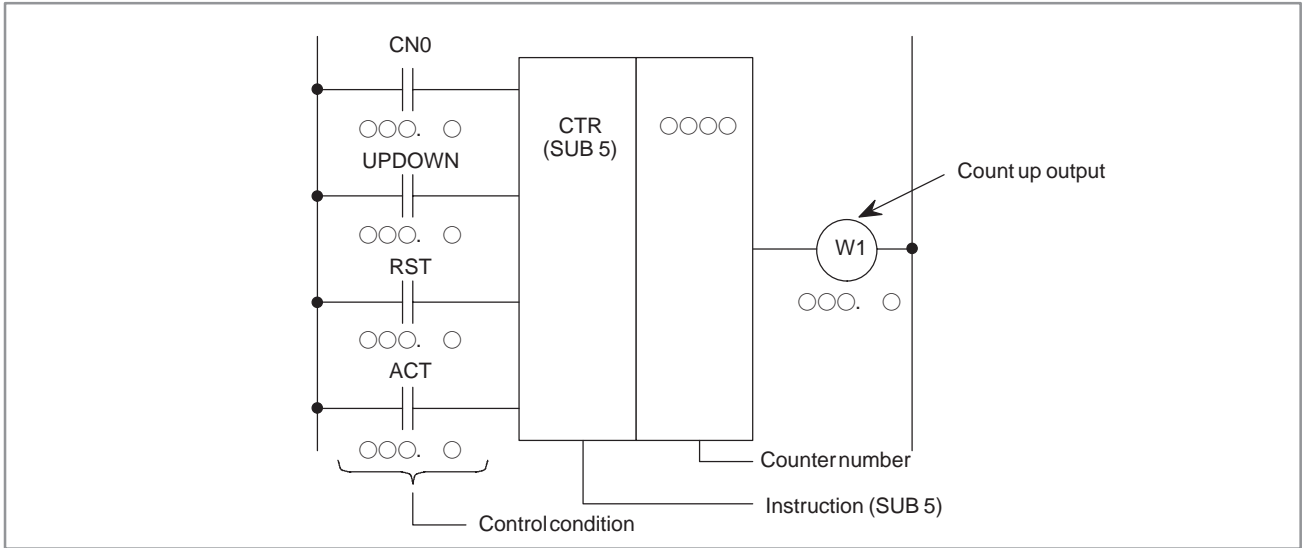 CN0
○○○. ○
UPDOWN
○○○. ○
RST
○○○. ○
ACT
○○○. ○
CTR
(SUB 5)
○○○○
Count up output
W1
○○○. ○
Counter number
Instruction (SUB 5)
Control condition